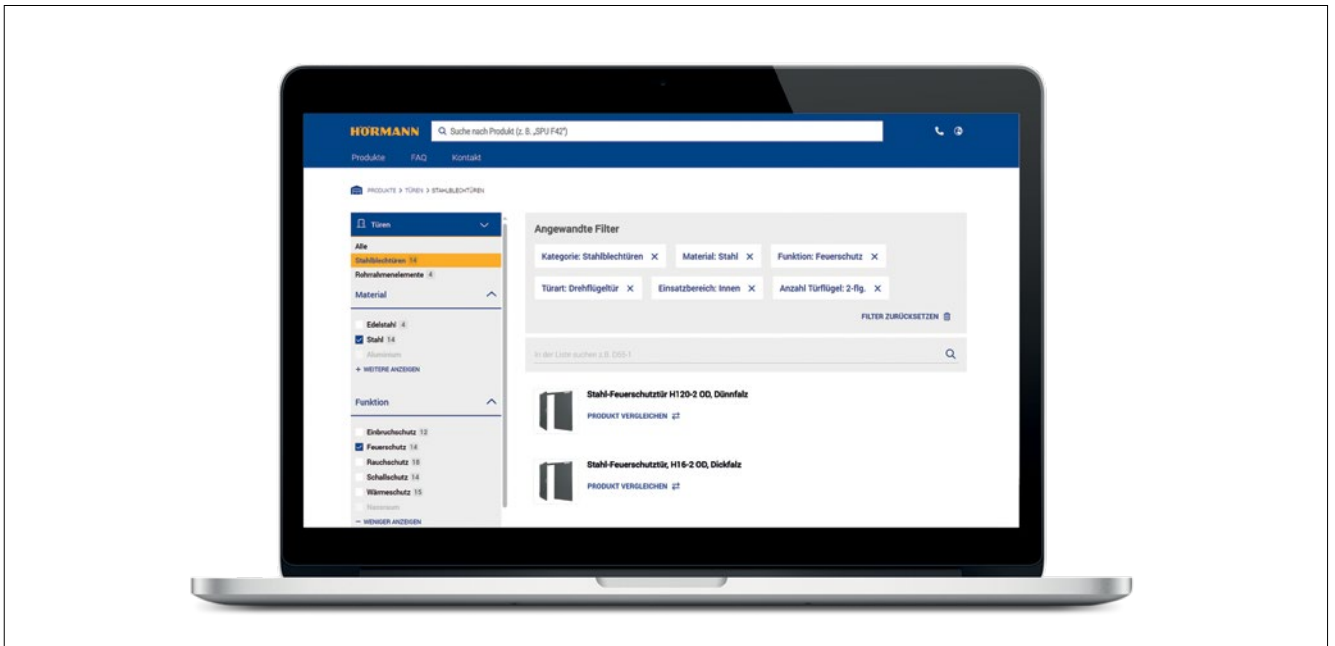 HÖRMANN
Suche nach Produkt (z. B. „SPU F42")
Produkte FAQ Kontakt
PRODUKTE > TÜREN > STAHLBLECHTÜREN
Türen
Alle
Stahlblechtüren 14
Rohrrahmenelemente 4
Material
Edelstahl 4
Stahl 14
Aluminium
+ WEITERE ANZEIGEN
Funktion
Einbruchschutz 12
Feuerschutz 14
Rauchschutz 18
Schallschutz 14
Wärmeschutz 15
Nassraum
− WENIGER ANZEIGEN
Angewandte Filter
Kategorie: Stahlblechtüren X Material: Stahl X Funktion: Feuerschutz X
Türart: Drehflügeltür X Einsatzbereich: Innen X Anzahl Türflügel: 2-flg. X
FILTER ZURÜCKSETZEN
In der Liste suchen z.B. D55-1
Stahl-Feuerschutztür H120-2 OD, Dünnfalz
PRODUKT VERGLEICHEN
Stahl-Feuerschutztür, H16-2 OD, Dickfalz
PRODUKT VERGLEICHEN